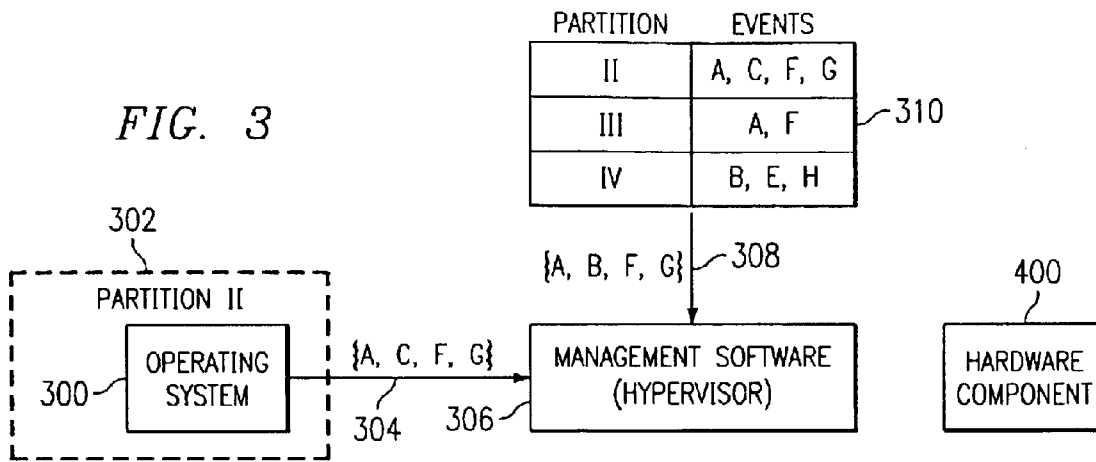 PARTITION EVENTS
II A, C, F, G
III A, F
IV B, E, H
310
FIG. 3
302
{A, B, F, G}
308
PARTITION II
400
300
OPERATING
SYSTEM
{A, C, F, G}
304
306
MANAGEMENT SOFTWARE
(HYPERVISOR)
HARDWARE
COMPONENT